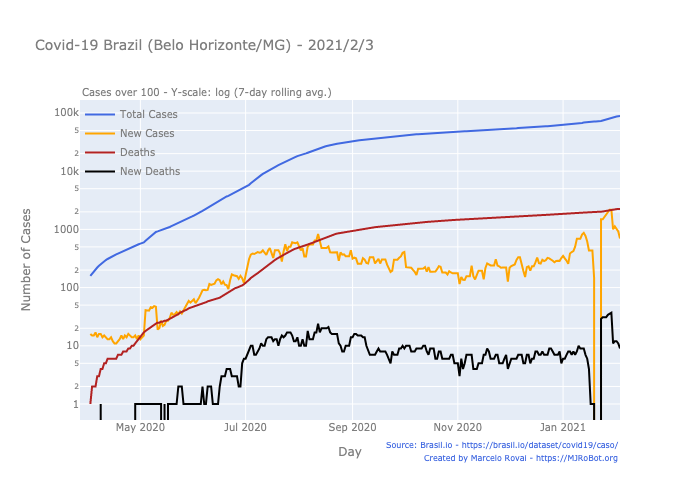 Covid-19 Brazil (Belo Horizonte/MG) - 2021/2/3
Cases over 100 - Y-scale: log (7-day rolling avg.)
Total Cases
New Cases
Deaths
New Deaths
Number of Cases
100k
5
2
10k
5
2
1000
5
2
100
5
2
10
5
2
1
May 2020
Jul 2020
Sep 2020
Nov 2020
Jan 2021
Day
Source: Brasil.io - https://brasil.io/dataset/covid19/caso/
Created by Marcelo Rovai - https://MJRoBot.org